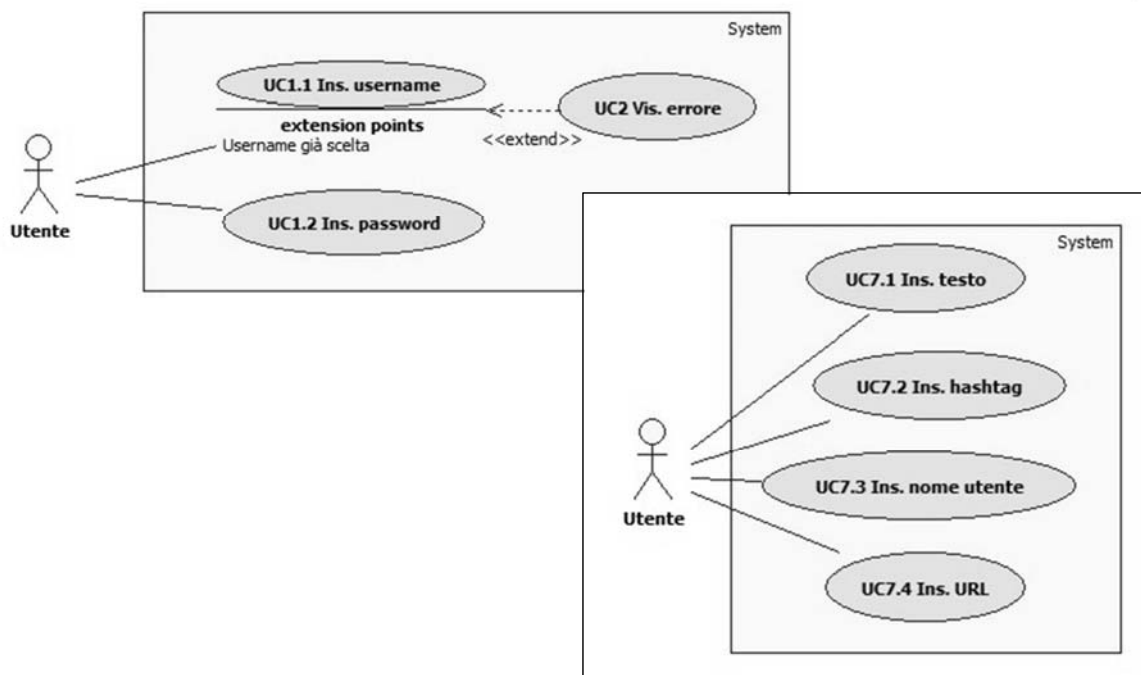 System
UC1.1 Ins. username
UC2 Vis. errore
extension points
<<extend>>
Username già scelta
UC1.2 Ins. password
Utente
System
UC7.1 Ins. testo
UC7.2 Ins. hashtag
UC7.3 Ins. nome utente
Utente
UC7.4 Ins. URL